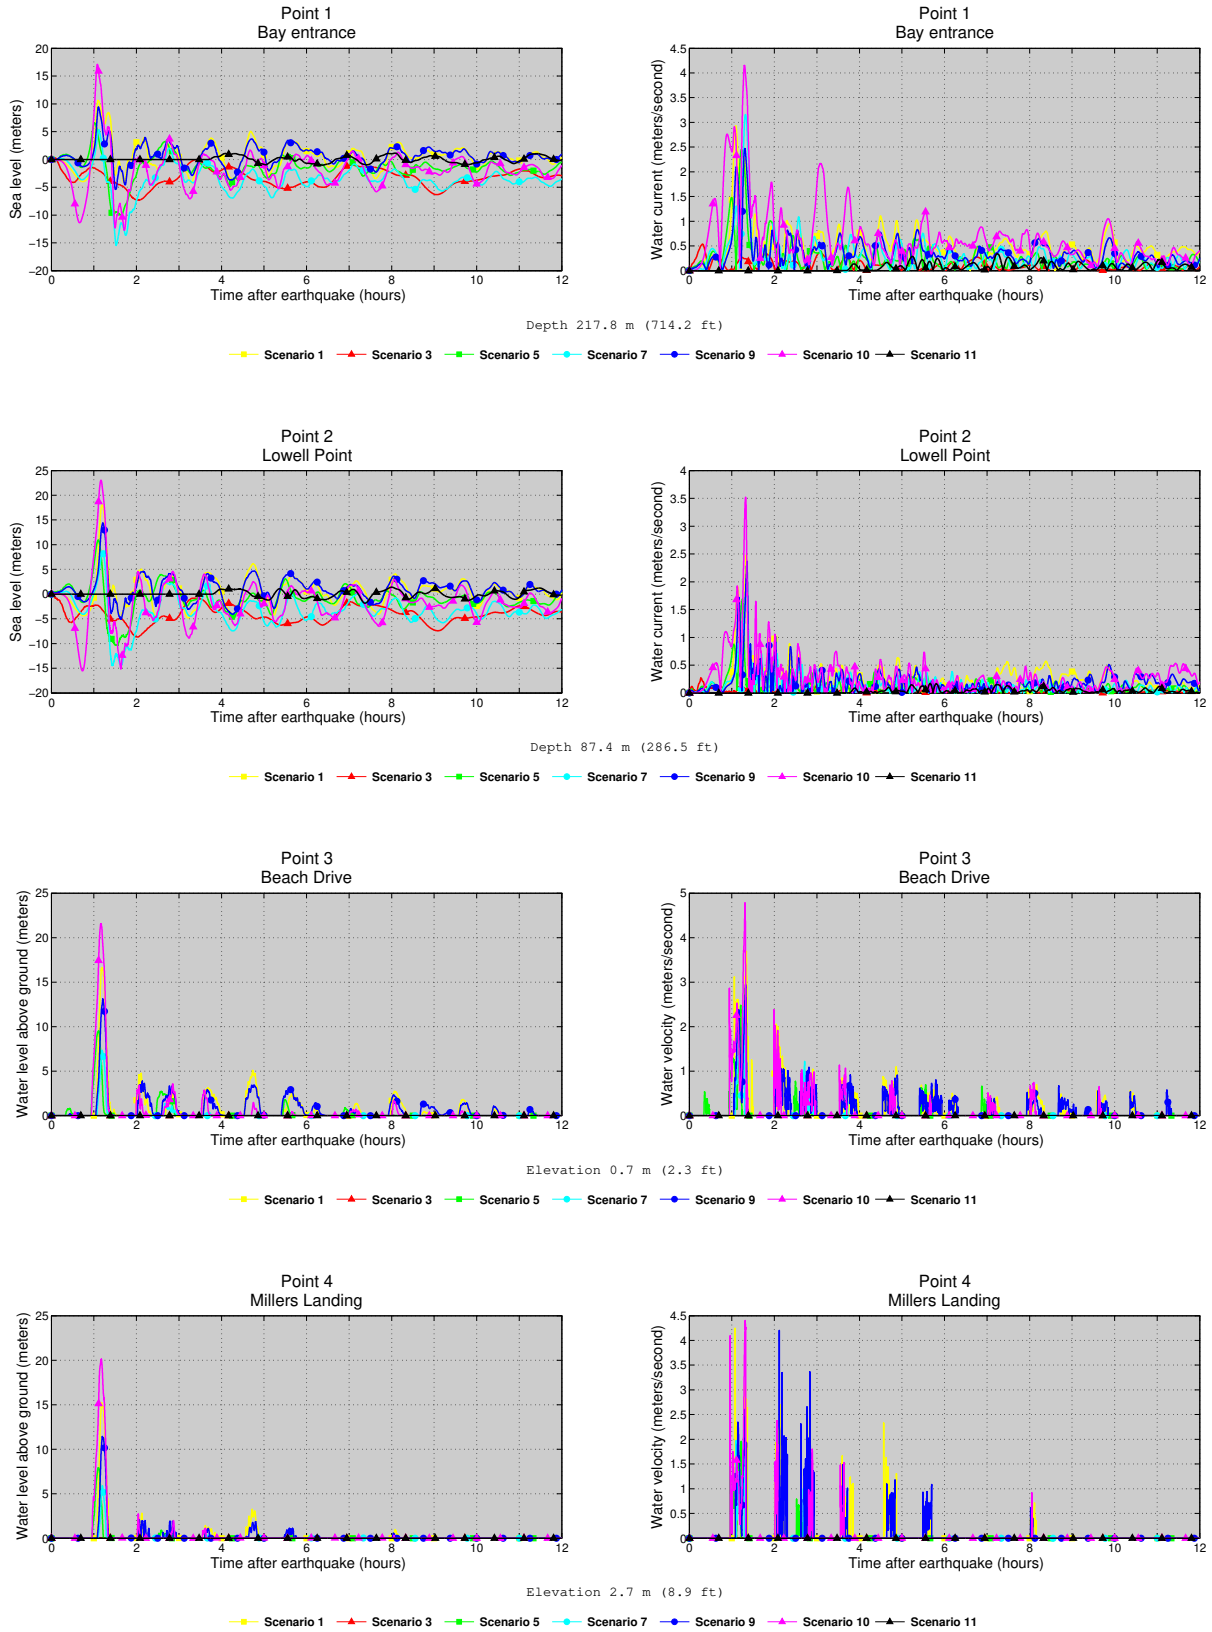 Point 1
Bay entrance
Sea level (meters)
20
15
10
5
0
−5
−10
−15
−20
0 2 4 6 8 10 12
Time after earthquake (hours)
Point 1
Bay entrance
Water current (meters/second)
4.5
4
3.5
3
2.5
2
1.5
1
0.5
0
0 2 4 6 8 10 12
Time after earthquake (hours)
Depth 217.8 m (714.2 ft)
Scenario 1 Scenario 3 Scenario 5 Scenario 7 Scenario 9 Scenario 10 Scenario 11
Point 2
Lowell Point
Sea level (meters)
25
20
15
10
5
0
−5
−10
−15
−20
0 2 4 6 8 10 12
Time after earthquake (hours)
Point 2
Lowell Point
Water current (meters/second)
4
3.5
3
2.5
2
1.5
1
0.5
0
0 2 4 6 8 10 12
Time after earthquake (hours)
Depth 87.4 m (286.5 ft)
Scenario 1 Scenario 3 Scenario 5 Scenario 7 Scenario 9 Scenario 10 Scenario 11
Point 3
Beach Drive
Water level above ground (meters)
25
20
15
10
5
0
0 2 4 6 8 10 12
Time after earthquake (hours)
Point 3
Beach Drive
Water velocity (meters/second)
5
4
3
2
1
0
0 2 4 6 8 10 12
Time after earthquake (hours)
Elevation 0.7 m (2.3 ft)
Scenario 1 Scenario 3 Scenario 5 Scenario 7 Scenario 9 Scenario 10 Scenario 11
Point 4
Millers Landing
Water level above ground (meters)
25
20
15
10
5
0
0 2 4 6 8 10 12
Time after earthquake (hours)
Point 4
Millers Landing
Water velocity (meters/second)
4.5
4
3.5
3
2.5
2
1.5
1
0.5
0
0 2 4 6 8 10 12
Time after earthquake (hours)
Elevation 2.7 m (8.9 ft)
Scenario 1 Scenario 3 Scenario 5 Scenario 7 Scenario 9 Scenario 10 Scenario 11